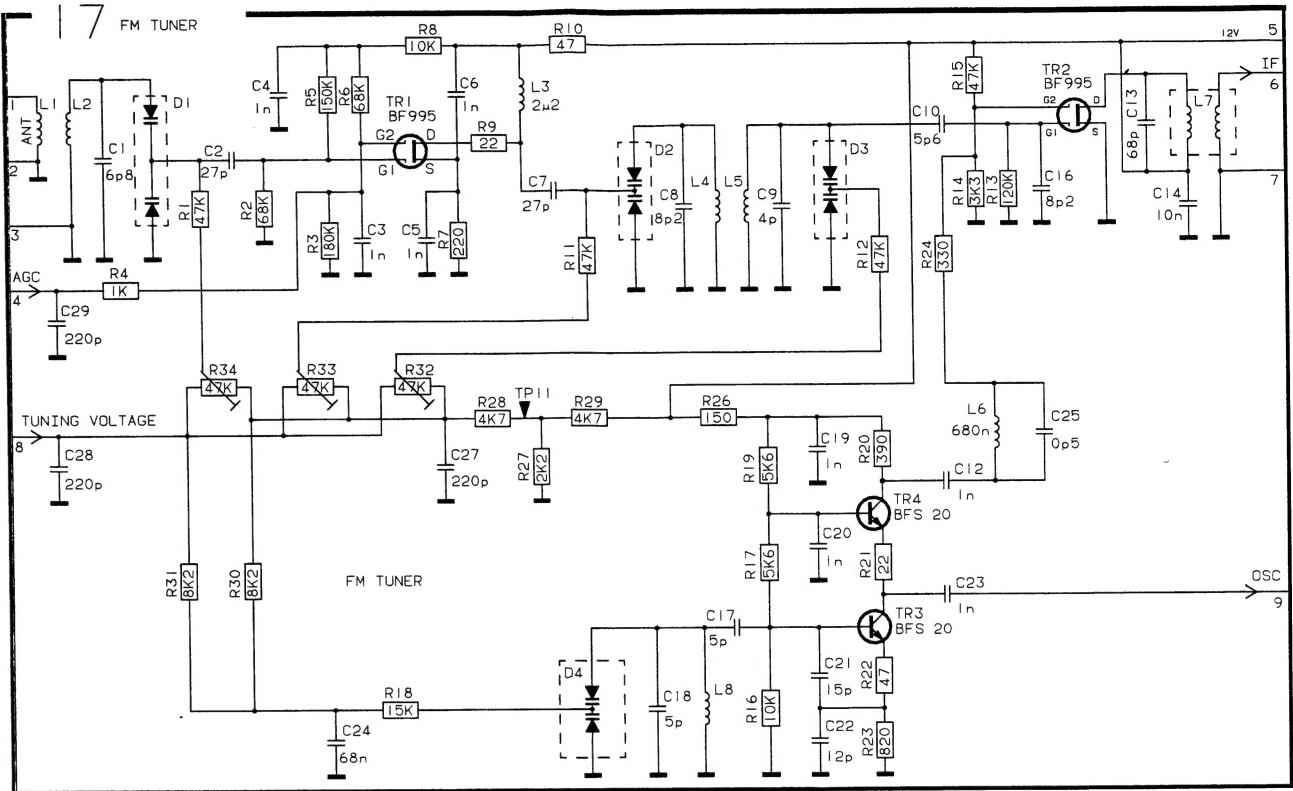 17 FM TUNER
R8
10K
R10
47
12V
5
IF
6
1
L1
L2
ANT
2
3
D1
C1
6p8
C4
1n
R5
150K
R6
68K
TR1
BF995
C6
1n
L3
2µ2
G2
D
G1
S
R9
22
R15
47K
TR2
BF995
G2
D
G1
S
C13
68p
L7
7
C2
27p
R1
47K
R2
68K
R3
180K
C3
1n
C5
1n
R7
220
C7
27p
R11
47K
D2
C8
8p2
L4
L5
C9
4p
D3
C10
5p6
R12
47K
R14
3K3
R13
120K
C16
8p2
C14
10n
R24
330
AGC
4
R4
1K
C29
220p
R34
47K
R33
47K
R32
47K
TP11
R28
4K7
R29
4K7
R26
150
TUNING VOLTAGE
8
C28
220p
C27
220p
R27
2K2
R19
5K6
C19
1n
R20
390
L6
680n
C25
0p5
C12
1n
TR4
BFS 20
C20
1n
R17
5K6
R21
22
C23
1n
OSC
9
R31
8K2
R30
8K2
FM TUNER
TR3
BFS 20
C17
5p
D4
C18
5p
L8
R16
10K
C21
15p
R22
47
C22
12p
R23
820
R18
15K
C24
68n